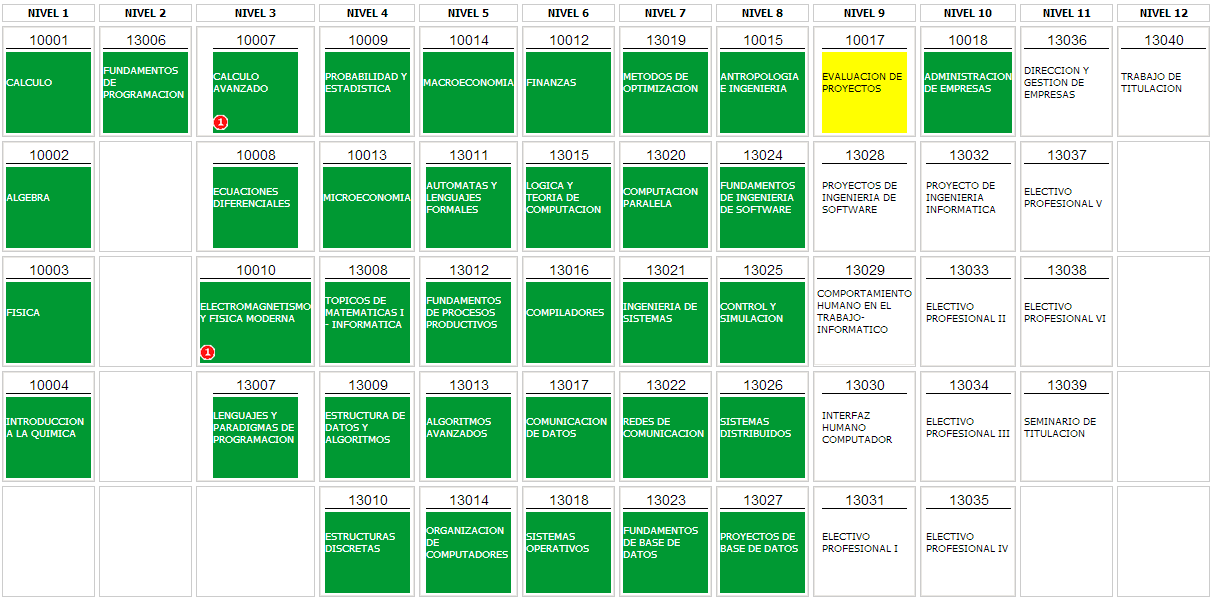 NIVEL 1 NIVEL 2 NIVEL 3 NIVEL 4 NIVEL 5 NIVEL 6 NIVEL 7 NIVEL 8 NIVEL 9 NIVEL 10 NIVEL 11 NIVEL 12
10001
CALCULO
13006
FUNDAMENTOS
DE
PROGRAMACION
10007
CALCULO
AVANZADO
1
10009
PROBABILIDAD Y
ESTADISTICA
10014
MACROECONOMIA
10012
FINANZAS
13019
METODOS DE
OPTIMIZACION
10015
ANTROPOLOGIA
E INGENIERIA
10017
EVALUACION DE
PROYECTOS
10018
ADMINISTRACION
DE EMPRESAS
13036
DIRECCION Y
GESTION DE
EMPRESAS
13040
TRABAJO DE
TITULACION
10002
ALGEBRA
10008
ECUACIONES
DIFERENCIALES
10013
MICROECONOMIA
13011
AUTOMATAS Y
LENGUAJES
FORMALES
13015
LOGICA Y
TEORIA DE
COMPUTACION
13020
COMPUTACION
PARALELA
13024
FUNDAMENTOS
DE INGENIERIA
DE SOFTWARE
13028
PROYECTOS DE
INGENIERIA DE
SOFTWARE
13032
PROYECTO DE
INGENIERIA
INFORMATICA
13037
ELECTIVO
PROFESIONAL V
10003
FISICA
10010
ELECTROMAGNETISMO
Y FISICA MODERNA
1
13008
TOPICOS DE
MATEMATICAS I
- INFORMATICA
13012
FUNDAMENTOS
DE PROCESOS
PRODUCTIVOS
13016
COMPILADORES
13021
INGENIERIA DE
SISTEMAS
13025
CONTROL Y
SIMULACION
13029
COMPORTAMIENTO
HUMANO EN EL
TRABAJO-
INFORMATICO
13033
ELECTIVO
PROFESIONAL II
13038
ELECTIVO
PROFESIONAL VI
10004
INTRODUCCION
A LA QUIMICA
13007
LENGUAJES Y
PARADIGMAS DE
PROGRAMACION
13009
ESTRUCTURA DE
DATOS Y
ALGORITMOS
13013
ALGORITMOS
AVANZADOS
13017
COMUNICACION
DE DATOS
13022
REDES DE
COMUNICACION
13026
SISTEMAS
DISTRIBUIDOS
13030
INTERFAZ
HUMANO
COMPUTADOR
13034
ELECTIVO
PROFESIONAL III
13039
SEMINARIO DE
TITULACION
13010
ESTRUCTURAS
DISCRETAS
13014
ORGANIZACION
DE
COMPUTADORES
13018
SISTEMAS
OPERATIVOS
13023
FUNDAMENTOS
DE BASE DE
DATOS
13027
PROYECTOS DE
BASE DE DATOS
13031
ELECTIVO
PROFESIONAL I
13035
ELECTIVO
PROFESIONAL IV